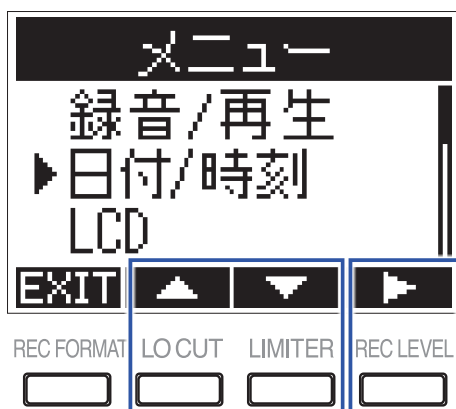 メニュー
録音/再生
▶日付/時刻
LCD
EXIT ▲ ▼ ▶
REC FORMAT LO CUT LIMITER REC LEVEL